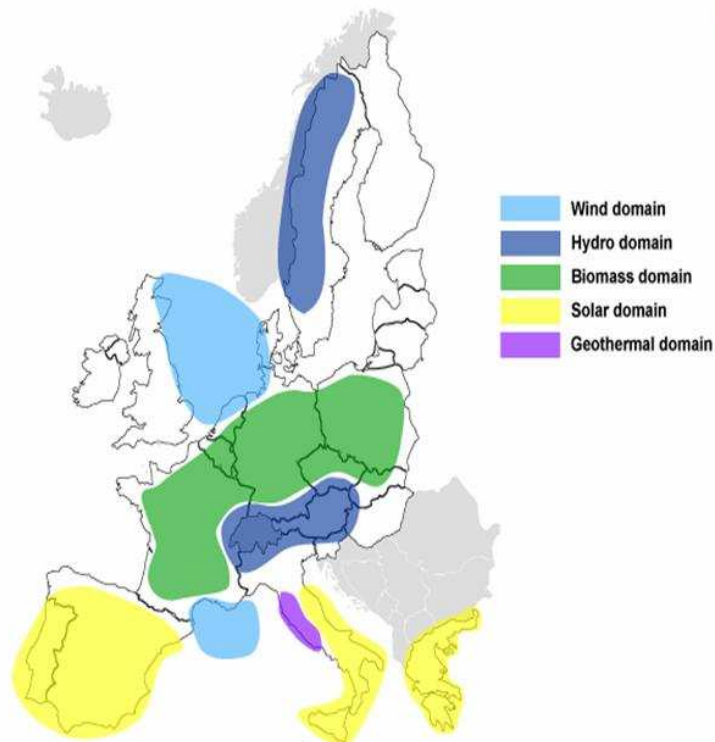 Wind domain
Hydro domain
Biomass domain
Solar domain
Geothermal domain